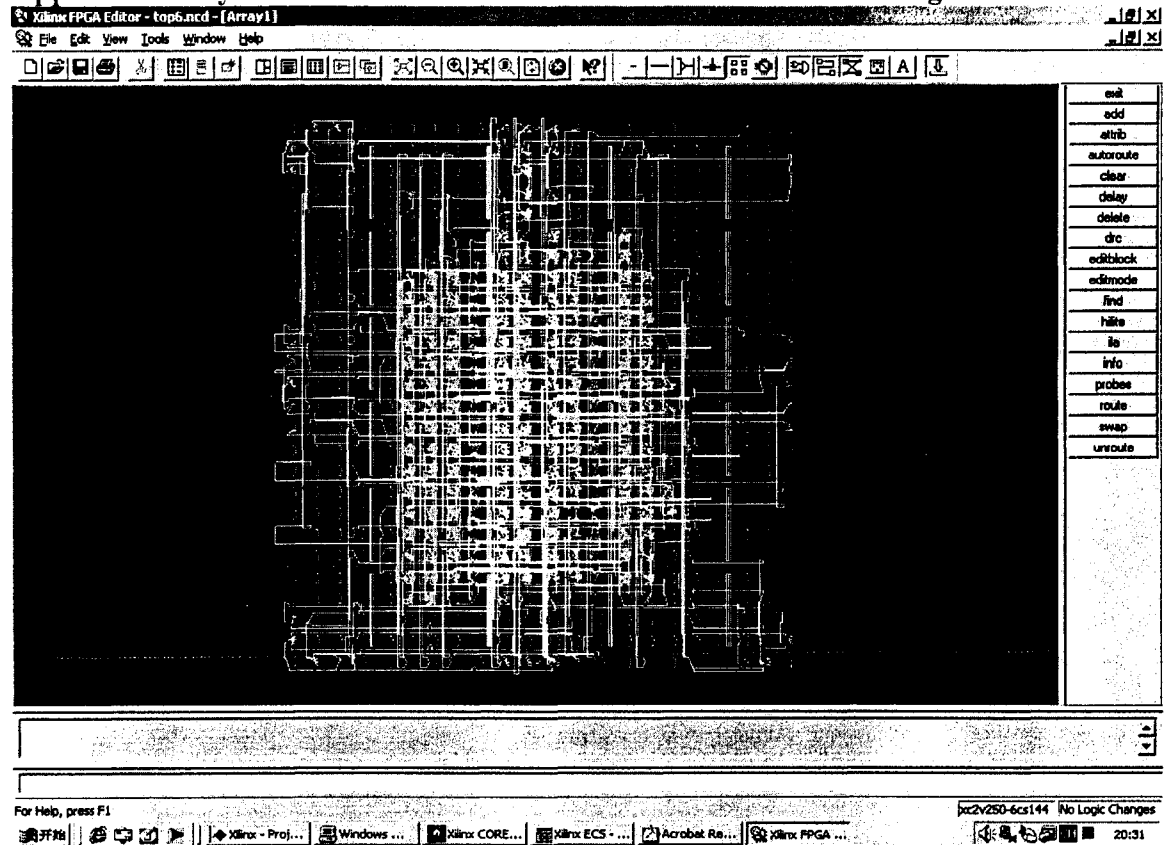 Xilinx FPGA Editor - top6.ncd - [Array1]
File Edit View Tools Window Help
A
exit
add
attrib
autoroute
clear
delay
delete
drc
editblock
editmode
find
hilite
ila
info
probes
route
swap
unroute
For Help, press F1
xc2v250-6cs144 No Logic Changes
开始 Xilinx - Proj... Windows ... Xilinx CORE... Xilinx ECS - ... Acrobat Re... Xilinx FPGA ... 20:31